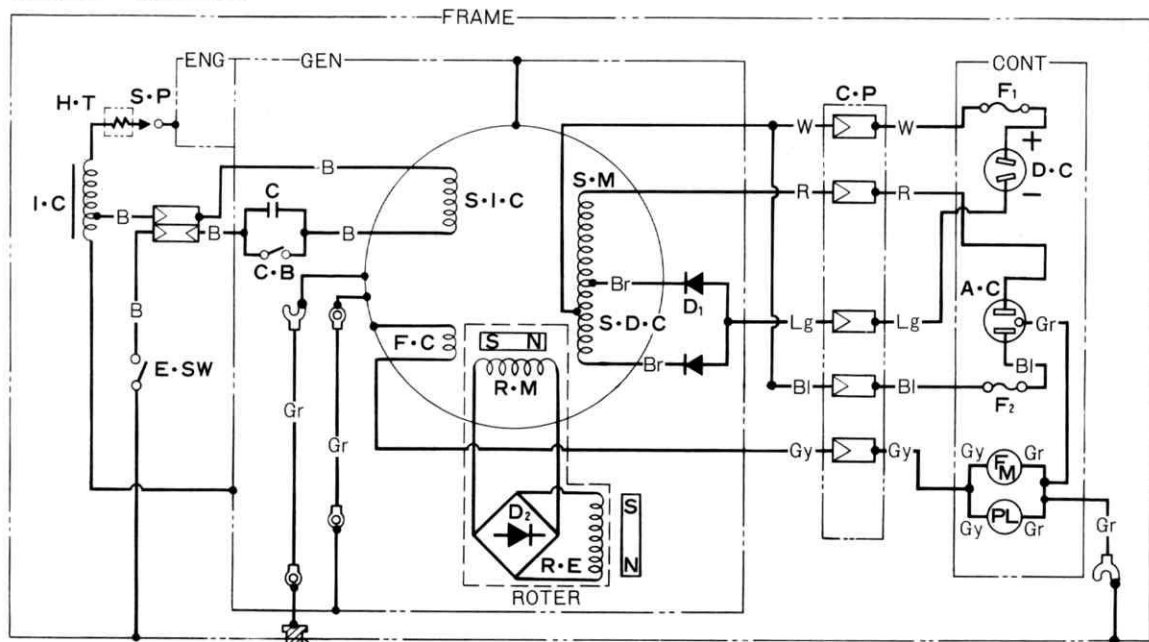 FRAME
ENG
GEN
CONT
H·T
S·P
C·P
F₁
B
W
W
+
D·C
S·M
I·C
S·I·C
R
R
−
C
B
B
B
C·B
Br
D₁
A·C
S·D·C
Lg
Lg
Gr
B
F·C
S N
Br
Bl
E·SW
R·M
Bl
Bl
F₂
Gr
Gr
Gy
Gy
Gy
FM
Gr
D₂
S
Gy
PL
Gr
Gr
R·E
N
ROTER